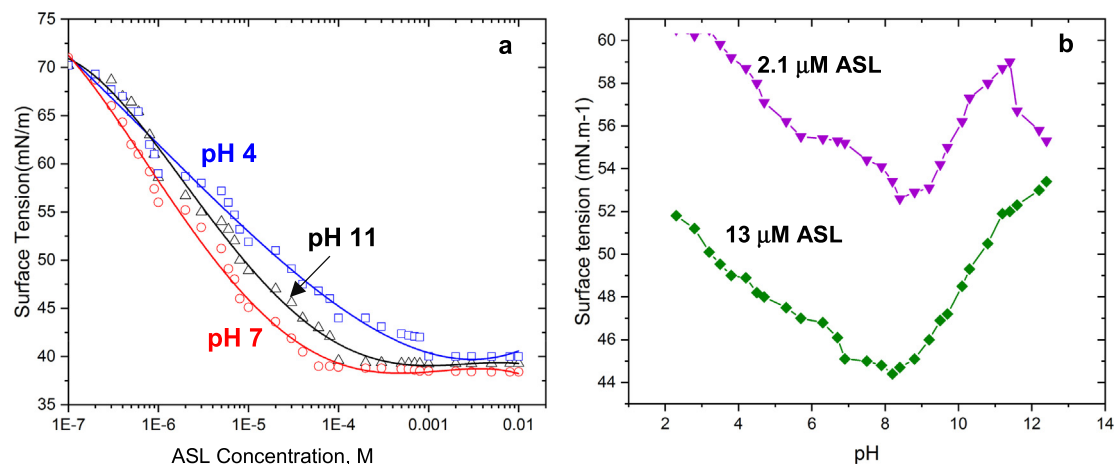 a
70
65
60
55
50
45
40
35
Surface Tension(mN/m)
pH 4
pH 11
pH 7
1E-7 1E-6 1E-5 1E-4 0.001 0.01
ASL Concentration, M
b
60
58
56
54
52
50
48
46
44
Surface tension (mN.m-1)
2.1 μM ASL
13 μM ASL
2 4 6 8 10 12 14
pH